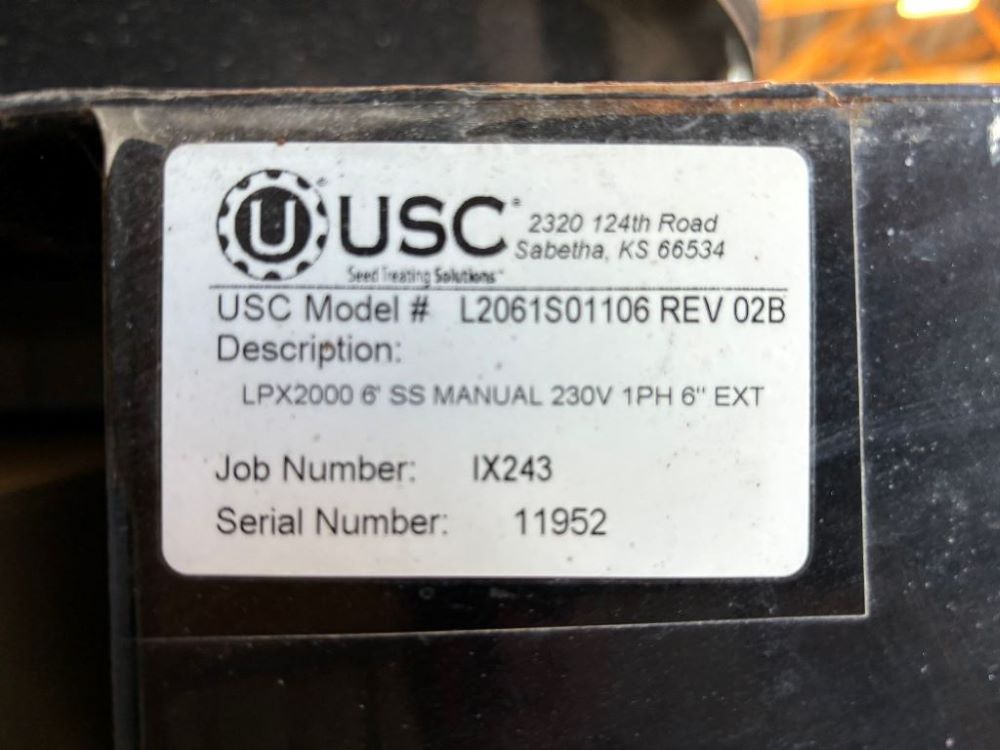 U USC® 2320 124th Road
Sabetha, KS 66534
Seed Treating Solutions™
USC Model # L2061S01106 REV 02B
Description:
LPX2000 6' SS MANUAL 230V 1PH 6" EXT
Job Number: IX243
Serial Number: 11952